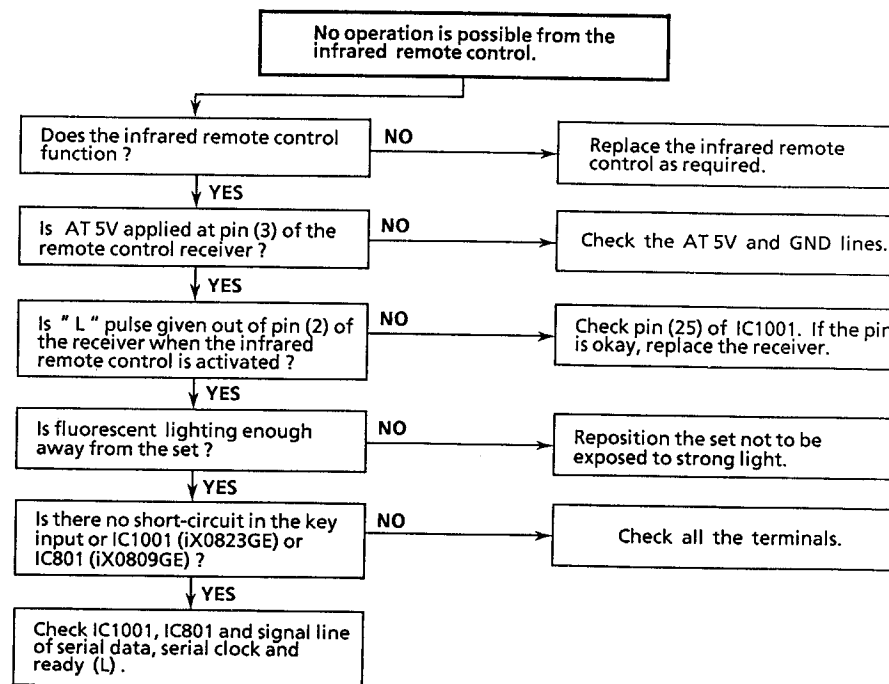 No operation is possible from the
infrared remote control.
Does the infrared remote control
function ?
NO
Replace the infrared remote
control as required.
YES
Is AT 5V applied at pin (3) of the
remote control receiver ?
NO
Check the AT 5V and GND lines.
YES
Is " L " pulse given out of pin (2) of
the receiver when the infrared
remote control is activated ?
NO
Check pin (25) of IC1001. If the pin
is okay, replace the receiver.
YES
Is fluorescent lighting enough
away from the set ?
NO
Reposition the set not to be
exposed to strong light.
YES
Is there no short-circuit in the key
input or IC1001 (iX0823GE) or
IC801 (iX0809GE) ?
NO
Check all the terminals.
YES
Check IC1001, IC801 and signal line
of serial data, serial clock and
ready (L) .